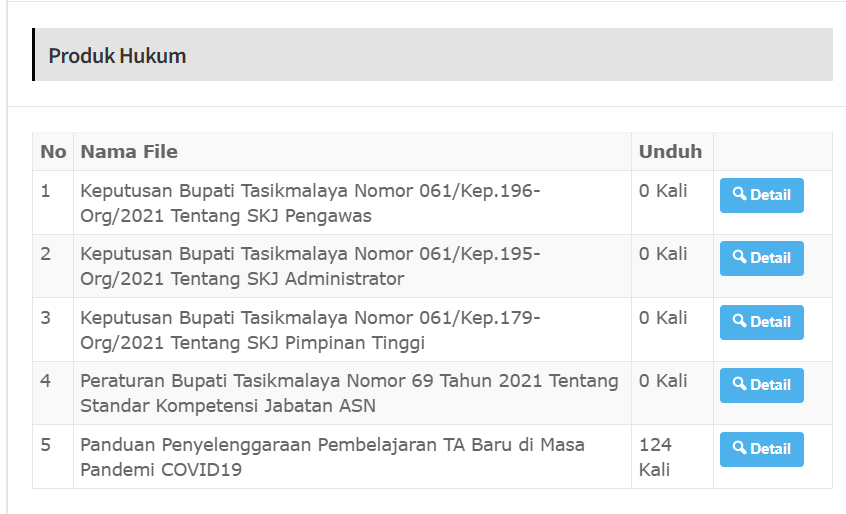 Produk Hukum
No Nama File Unduh
1 Keputusan Bupati Tasikmalaya Nomor 061/Kep.196- 0 Kali Detail
Org/2021 Tentang SKJ Pengawas
2 Keputusan Bupati Tasikmalaya Nomor 061/Kep.195- 0 Kali Detail
Org/2021 Tentang SKJ Administrator
3 Keputusan Bupati Tasikmalaya Nomor 061/Kep.179- 0 Kali Detail
Org/2021 Tentang SKJ Pimpinan Tinggi
4 Peraturan Bupati Tasikmalaya Nomor 69 Tahun 2021 Tentang 0 Kali Detail
Standar Kompetensi Jabatan ASN
5 Panduan Penyelenggaraan Pembelajaran TA Baru di Masa 124 Detail
Pandemi COVID19 Kali